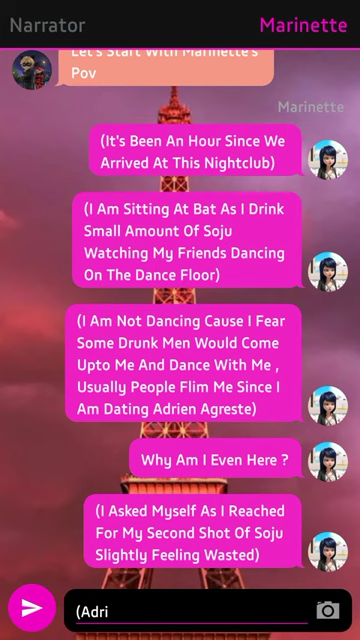 Narrator
Marinette
Let's Start With Marinette's
Pov
Marinette
(It's Been An Hour Since We
Arrived At This Nightclub)
(I Am Sitting At Bat As I Drink
Small Amount Of Soju
Watching My Friends Dancing
On The Dance Floor)
(I Am Not Dancing Cause I Fear
Some Drunk Men Would Come
Upto Me And Dance With Me ,
Usually People Flim Me Since I
Am Dating Adrien Agreste)
Why Am I Even Here ?
(I Asked Myself As I Reached
For My Second Shot Of Soju
Slightly Feeling Wasted)
(Adri